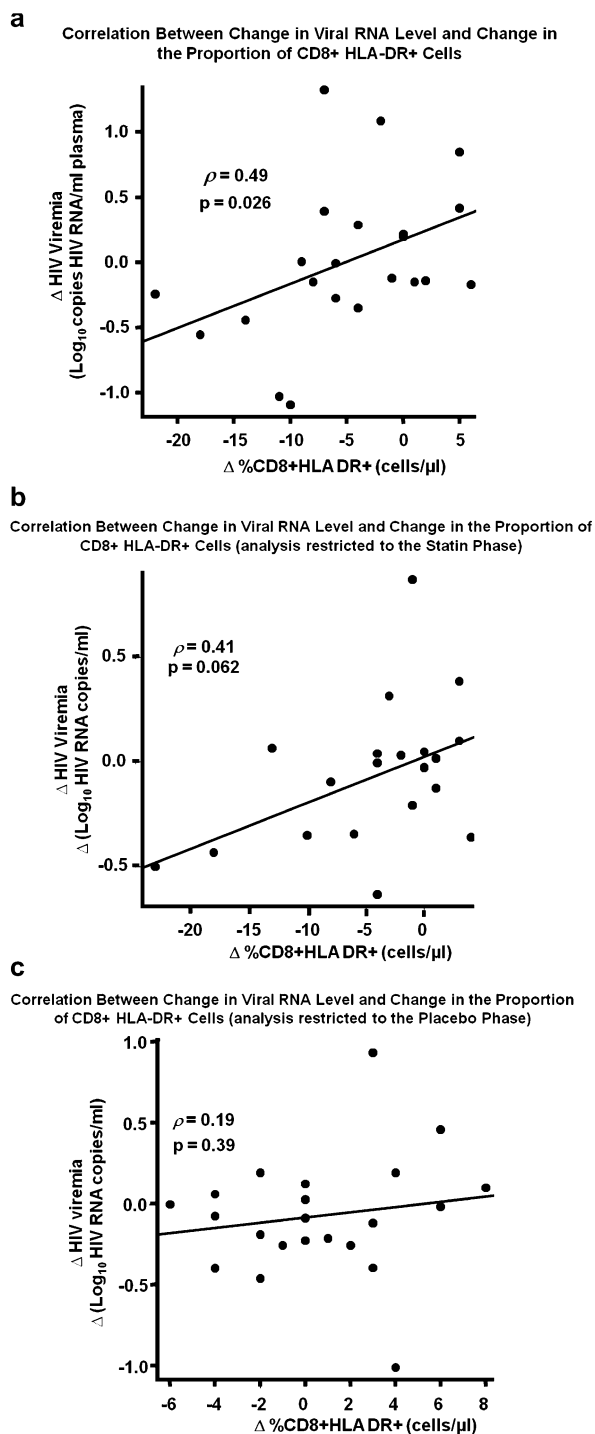 a
Correlation Between Change in Viral RNA Level and Change in
the Proportion of CD8+ HLA-DR+ Cells
Δ HIV Viremia
(Log10 copies HIV RNA/ml plasma)
1.0
0.5
0.0
-0.5
-1.0
ρ = 0.49
p = 0.026
-20 -15 -10 -5 0 5
Δ %CD8+HLA DR+ (cells/µl)
b
Correlation Between Change in Viral RNA Level and Change in the Proportion of
CD8+ HLA-DR+ Cells (analysis restricted to the Statin Phase)
Δ HIV Viremia
Δ (Log10 HIV RNA copies/ml)
0.5
0.0
-0.5
ρ = 0.41
p = 0.062
-20 -15 -10 -5 0
Δ %CD8+HLA DR+ (cells/µl)
c
Correlation Between Change in Viral RNA Level and Change in the Proportion
of CD8+ HLA-DR+ Cells (analysis restricted to the Placebo Phase)
Δ HIV viremia
Δ (Log10 HIV RNA copies/ml)
1.0
0.5
0.0
-0.5
-1.0
ρ = 0.19
p = 0.39
-6 -4 -2 0 2 4 6 8
Δ %CD8+HLA DR+ (cells/µl)